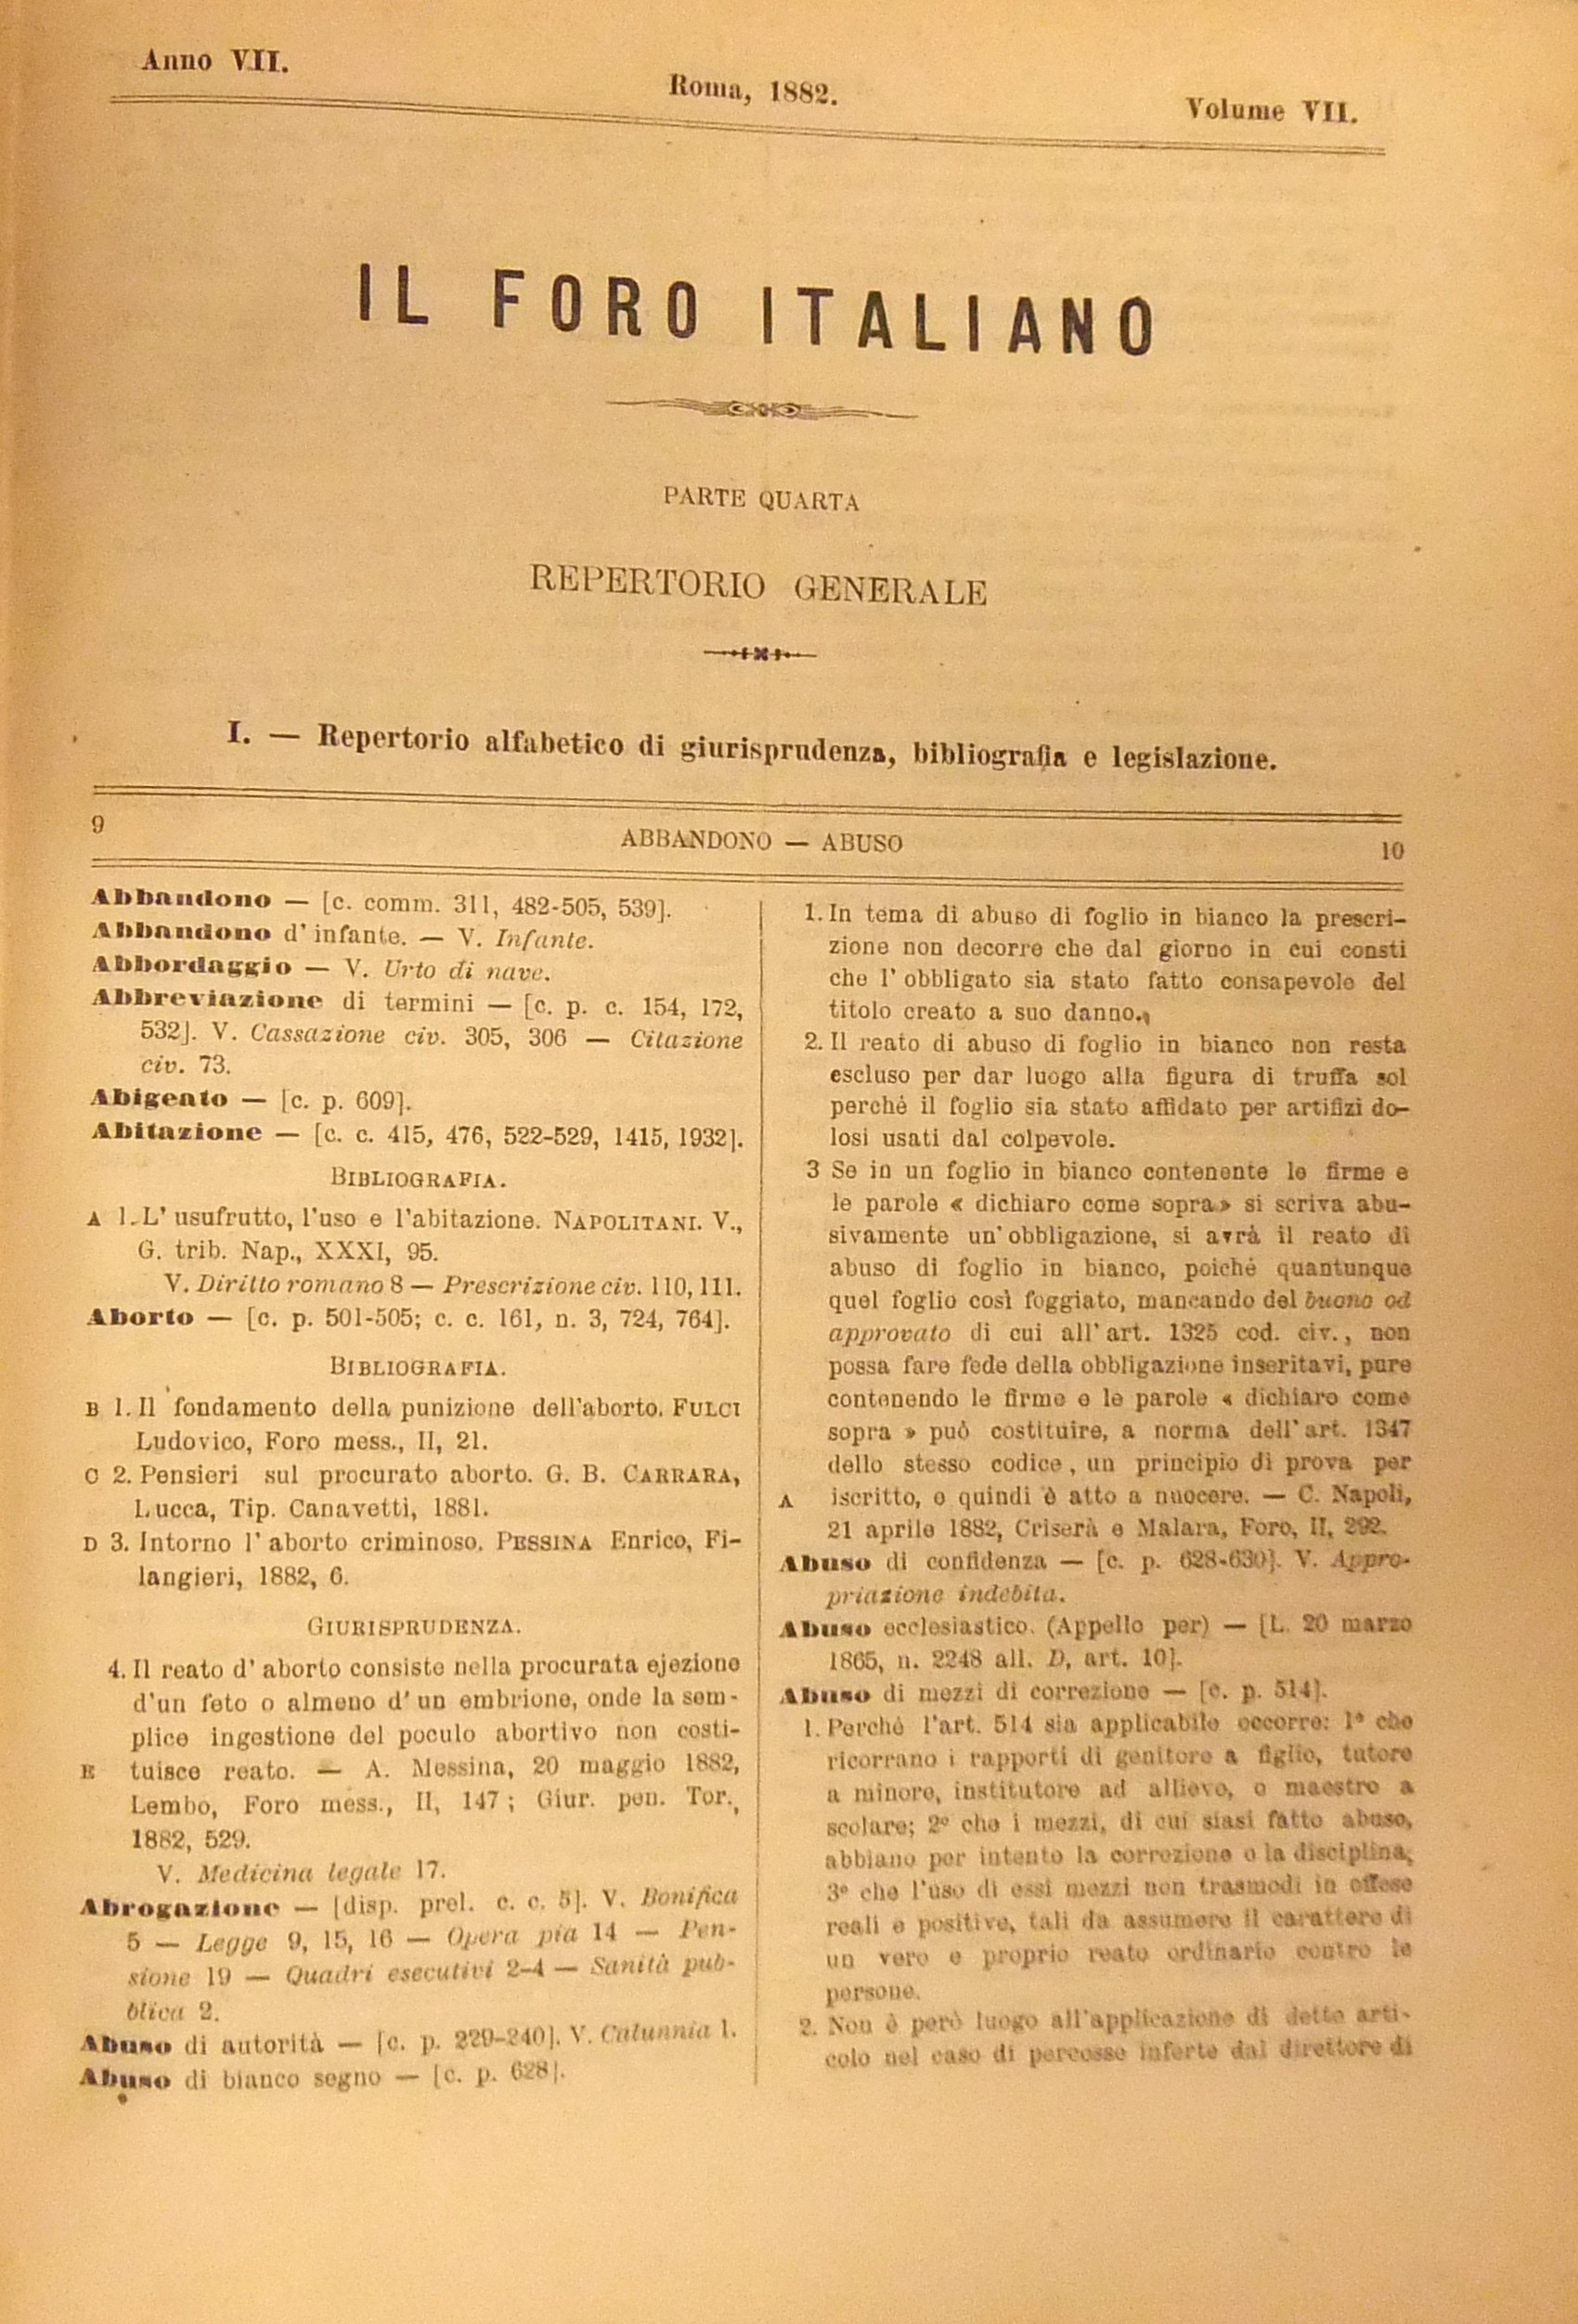 Anno VII.
Roma, 1882.
Volume VII.
IL FORO ITALIANO
PARTE QUARTA
REPERTORIO GENERALE
I. — Repertorio alfabetico di giurisprudenza, bibliografia e legislazione.
9
ABBANDONO — ABUSO
10
Abbandono — [c. comm. 311, 482-505, 539].
Abbandono d' infante. — V. Infante.
Abbordaggio — V. Urto di nave.
Abbreviazione di termini — [c. p. c. 154, 172,
532]. V. Cassazione civ. 305, 306 — Citazione
civ. 73.
Abigeato — [c. p. 609].
Abitazione — [c. c. 415, 476, 522-529, 1415, 1932].
BIBLIOGRAFIA.
A 1. L' usufrutto, l'uso e l'abitazione. NAPOLITANI. V.,
G. trib. Nap., XXXI, 95.
V. Diritto romano 8 — Prescrizione civ. 110, 111.
Aborto — [c. p. 501-505; c. c. 161, n. 3, 724, 764].
BIBLIOGRAFIA.
B 1. Il fondamento della punizione dell'aborto. FULCI
Ludovico, Foro mess., II, 21.
C 2. Pensieri sul procurato aborto. G. B. CARRARA,
Lucca, Tip. Canavetti, 1881.
D 3. Intorno l' aborto criminoso. PESSINA Enrico, Fi-
langieri, 1882, 6.
GIURISPRUDENZA.
4. Il reato d' aborto consiste nella procurata ejezione
d'un feto o almeno d' un embrione, onde la sem-
plice ingestione del poculo abortivo non costi-
E tuisce reato. — A. Messina, 20 maggio 1882,
Lembo, Foro mess., II, 147; Giur. pen. Tor.,
1882, 529.
V. Medicina legale 17.
Abrogazione — [disp. prel. c. c. 5]. V. Bonifica
5 — Legge 9, 15, 16 — Opera pia 14 — Pen-
sione 19 — Quadri esecutivi 2-4 — Sanità pub-
blica 2.
Abuso di autorità — [c. p. 229-240]. V. Calunnia 1.
Abuso di bianco segno — [c. p. 628].
1. In tema di abuso di foglio in bianco la prescri-
zione non decorre che dal giorno in cui consti
che l' obbligato sia stato fatto consapevole del
titolo creato a suo danno.
2. Il reato di abuso di foglio in bianco non resta
escluso per dar luogo alla figura di truffa sol
perché il foglio sia stato affidato per artifizi do-
losi usati dal colpevole.
3 Se in un foglio in bianco contenente le firme e
le parole « dichiaro come sopra » si scriva abu-
sivamente un' obbligazione, si avrà il reato di
abuso di foglio in bianco, poiché quantunque
quel foglio così foggiato, mancando del buono od
approvato di cui all' art. 1325 cod. civ., non
possa fare fede della obbligazione inseritavi, pure
contenendo le firme e le parole « dichiaro come
sopra » può costituire, a norma dell' art. 1347
dello stesso codice, un principio di prova per
A iscritto, e quindi è atto a nuocere. — C. Napoli,
21 aprile 1882, Criserà e Malara, Foro, II, 292.
Abuso di confidenza — [c. p. 628-630]. V. Appro-
priazione indebita.
Abuso ecclesiastico. (Appello per) — [L. 20 marzo
1865, n. 2248 all. D, art. 10].
Abuso di mezzi di correzione — [c. p. 514].
1. Perché l'art. 514 sia applicabile occorre: 1° che
ricorrano i rapporti di genitore a figlio, tutore
a minore, institutore ad allievo, o maestro a
scolare; 2° che i mezzi, di cui siasi fatto abuso,
abbiano per intento la correzione o la disciplina;
3° che l'uso di essi mezzi non trasmodi in offese
reali e positive, tali da assumere il carattere di
un vero e proprio reato ordinario contro le
persone.
2. Non è però luogo all'applicazione di detto arti-
colo nel caso di percosse inferte dal direttore di